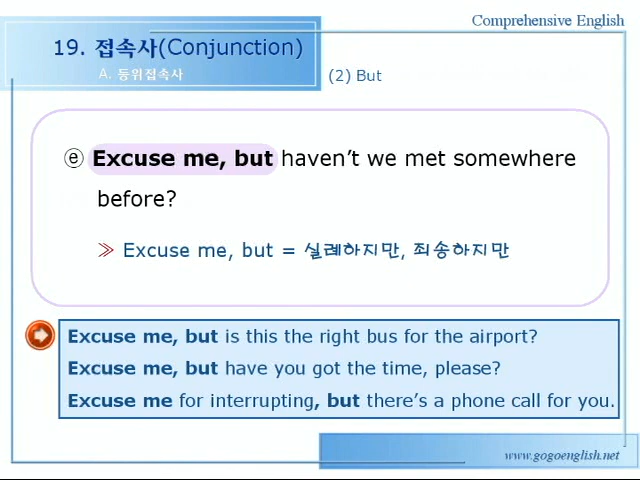 Comprehensive English
19. 접속사(Conjunction)
A. 등위접속사
(2) But
ⓔ Excuse me, but haven't we met somewhere
before?
≫ Excuse me, but = 실례하지만, 죄송하지만
Excuse me, but is this the right bus for the airport?
Excuse me, but have you got the time, please?
Excuse me for interrupting, but there's a phone call for you.
www.gogoenglish.net